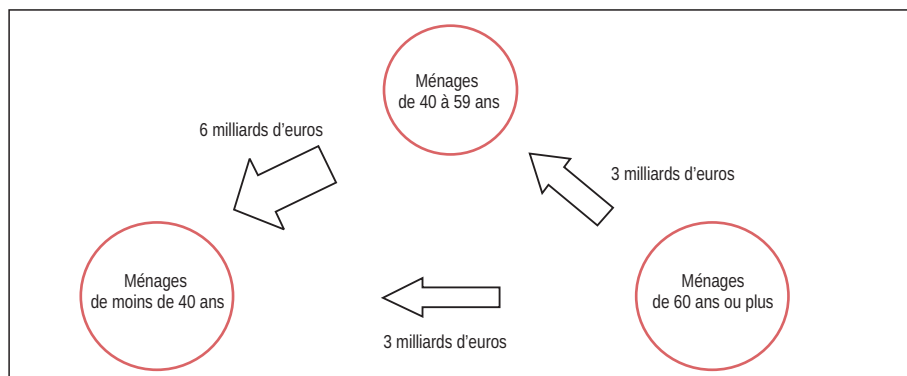 Ménages
de 40 à 59 ans
6 milliards d'euros
3 milliards d'euros
Ménages
de moins de 40 ans
Ménages
de 60 ans ou plus
3 milliards d'euros